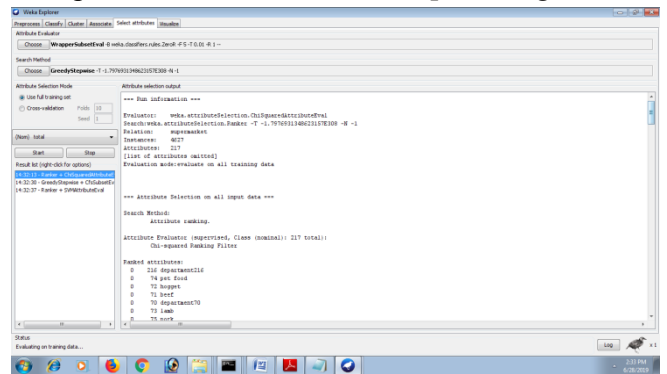 Weka Explorer
Preprocess Classify Cluster Associate Select attributes Visualize
Attribute Evaluator
Choose WrapperSubsetEval -B weka.classifiers.rules.ZeroR -F 5 -T 0.01 -R 1 --
Search Method
Choose GreedyStepwise -T -1.7976931348623157E308 -N -1
Attribute Selection Mode
Use full training set
Cross-validation Folds 10
Seed 1
(Nom) total
Start Stop
Result list (right-click for options)
14:32:13 - Ranker + ChiSquaredAttributeE
14:32:30 - GreedyStepwise + CfsSubsetEv
14:32:37 - Ranker + SVMAttributeEval
Attribute selection output
=== Run information ===
Evaluator: weka.attributeSelection.ChiSquaredAttributeEval
Search:weka.attributeSelection.Ranker -T -1.7976931348623157E308 -N -1
Relation: supermarket
Instances: 4627
Attributes: 217
[list of attributes omitted]
Evaluation mode:evaluate on all training data
=== Attribute Selection on all input data ===
Search Method:
Attribute ranking.
Attribute Evaluator (supervised, Class (nominal): 217 total):
Chi-squared Ranking Filter
Ranked attributes:
0 216 department216
0 74 pet food
0 72 hogget
0 71 beef
0 70 department70
0 73 lamb
0 75 pork
Status
Evaluating on training data...
Log
x 1
2:33 PM
6/28/2018